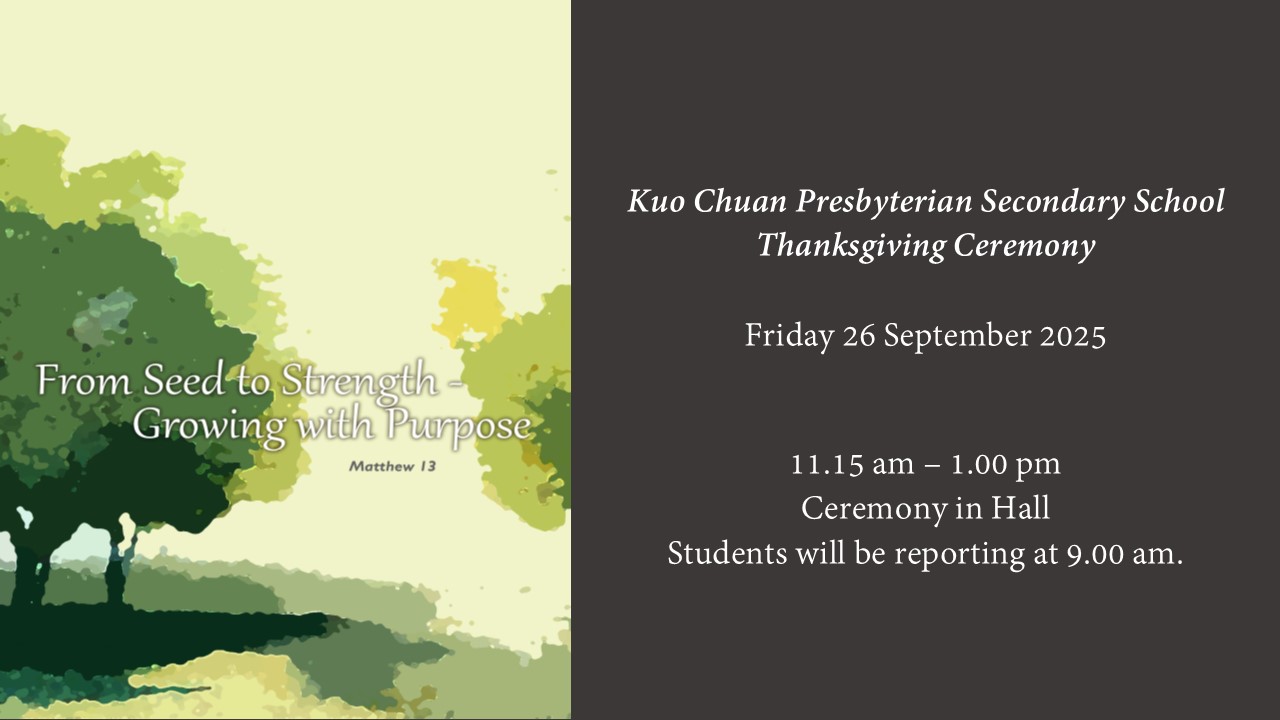 From Seed to Strength -
Growing with Purpose
Matthew 13
Kuo Chuan Presbyterian Secondary School
Thanksgiving Ceremony
Friday 26 September 2025
11.15 am – 1.00 pm
Ceremony in Hall
Students will be reporting at 9.00 am.